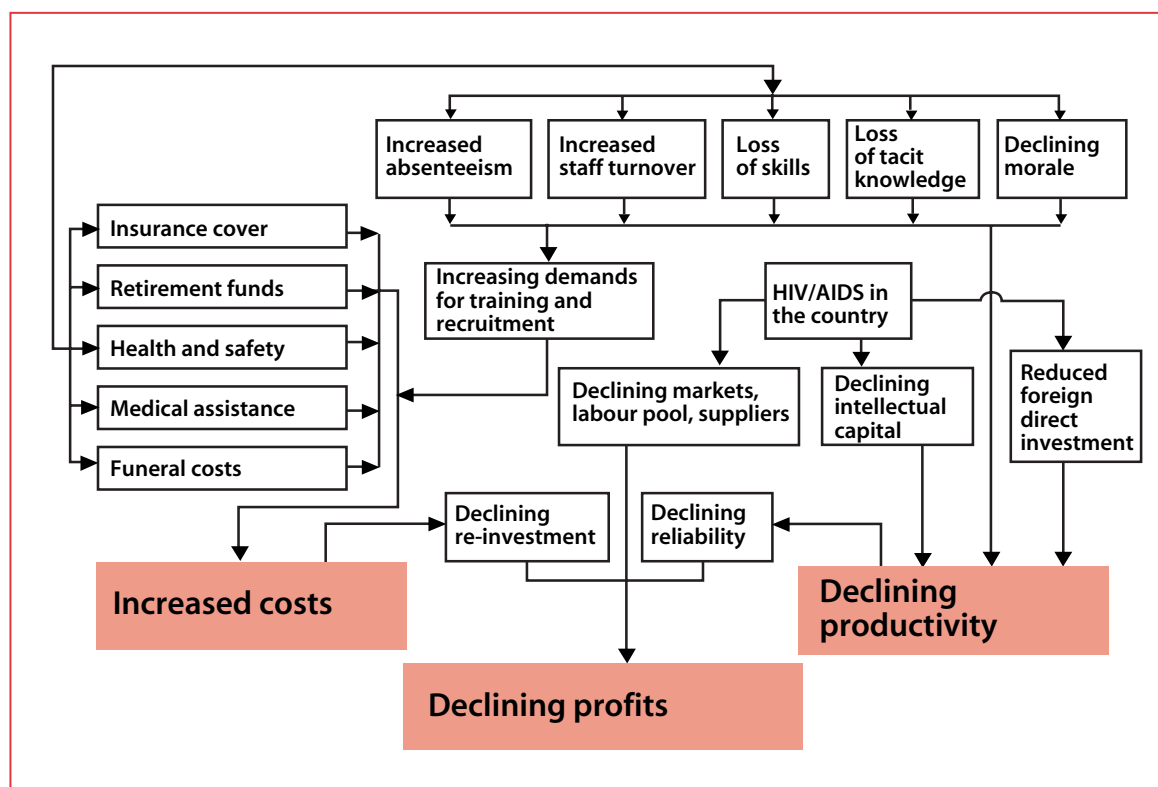 Increased
absenteeism
Increased
staff turnover
Loss
of skills
Loss
of tacit
knowledge
Declining
morale
Insurance cover
Retirement funds
Health and safety
Medical assistance
Funeral costs
Increasing demands
for training and
recruitment
HIV/AIDS in
the country
Declining markets,
labour pool, suppliers
Declining
intellectual
capital
Reduced
foreign
direct
investment
Declining
re-investment
Declining
reliability
Increased costs
Declining
productivity
Declining profits